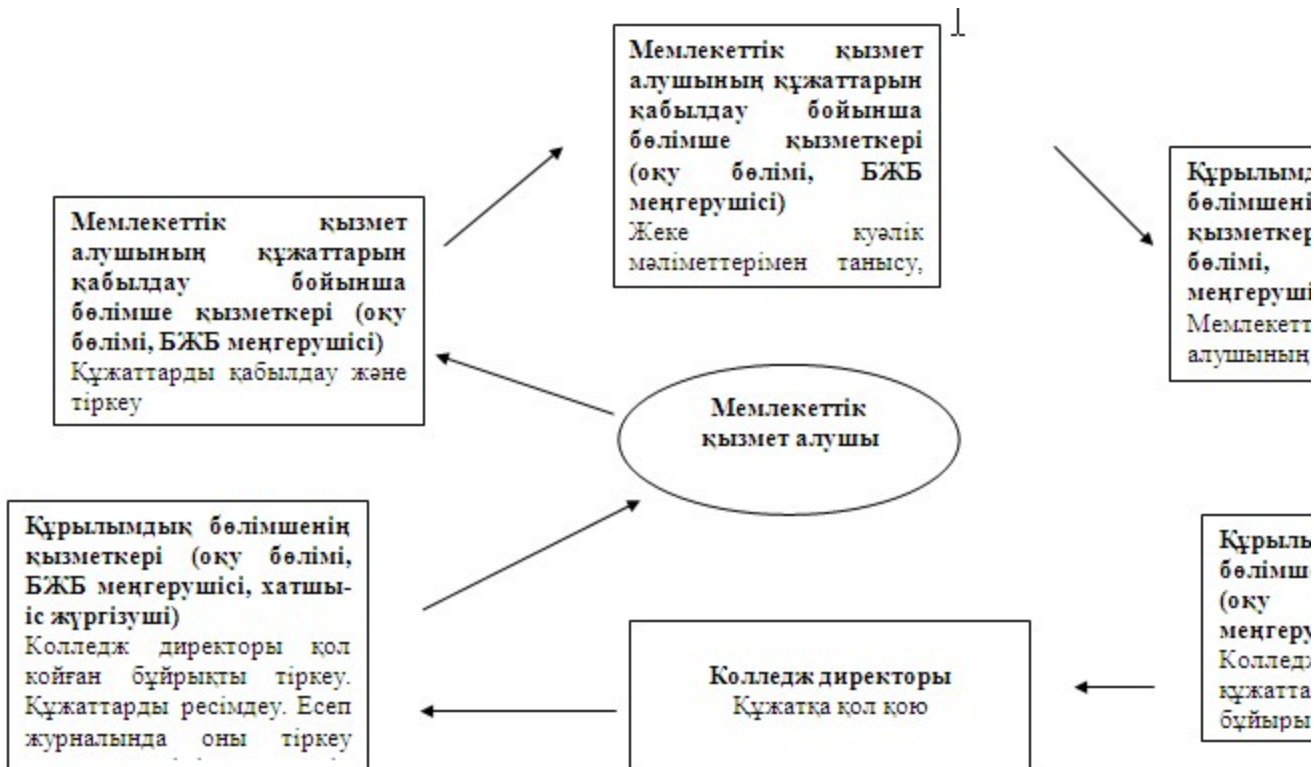 Мемлекеттік қызмет
алушының құжаттарын
қабылдау бойынша
бөлімше қызметкері
(оқу бөлімі, БЖБ
меңгерушісі)
Жеке куәлік
мәліметтерімен танысу,
Мемлекеттік қызмет
алушының құжаттарын
қабылдау бойынша
бөлімше қызметкері (оқу
бөлімі, БЖБ меңгерушісі)
Құжаттарды қабылдау және
тіркеу
бөлімі,
алушының
Мемлекеттік
қызмет алушы
Құрылымдық бөлімшенің
қызметкері (оқу бөлімі,
БЖБ меңгерушісі, хатшы-
іс жүргізуші)
Колледж директоры қол
қойған бұйрықты тіркеу.
Құжаттарды ресімдеу. Есеп
журналында оны тіркеу
Колледж директоры
Құжатқа қол қою
(оқу